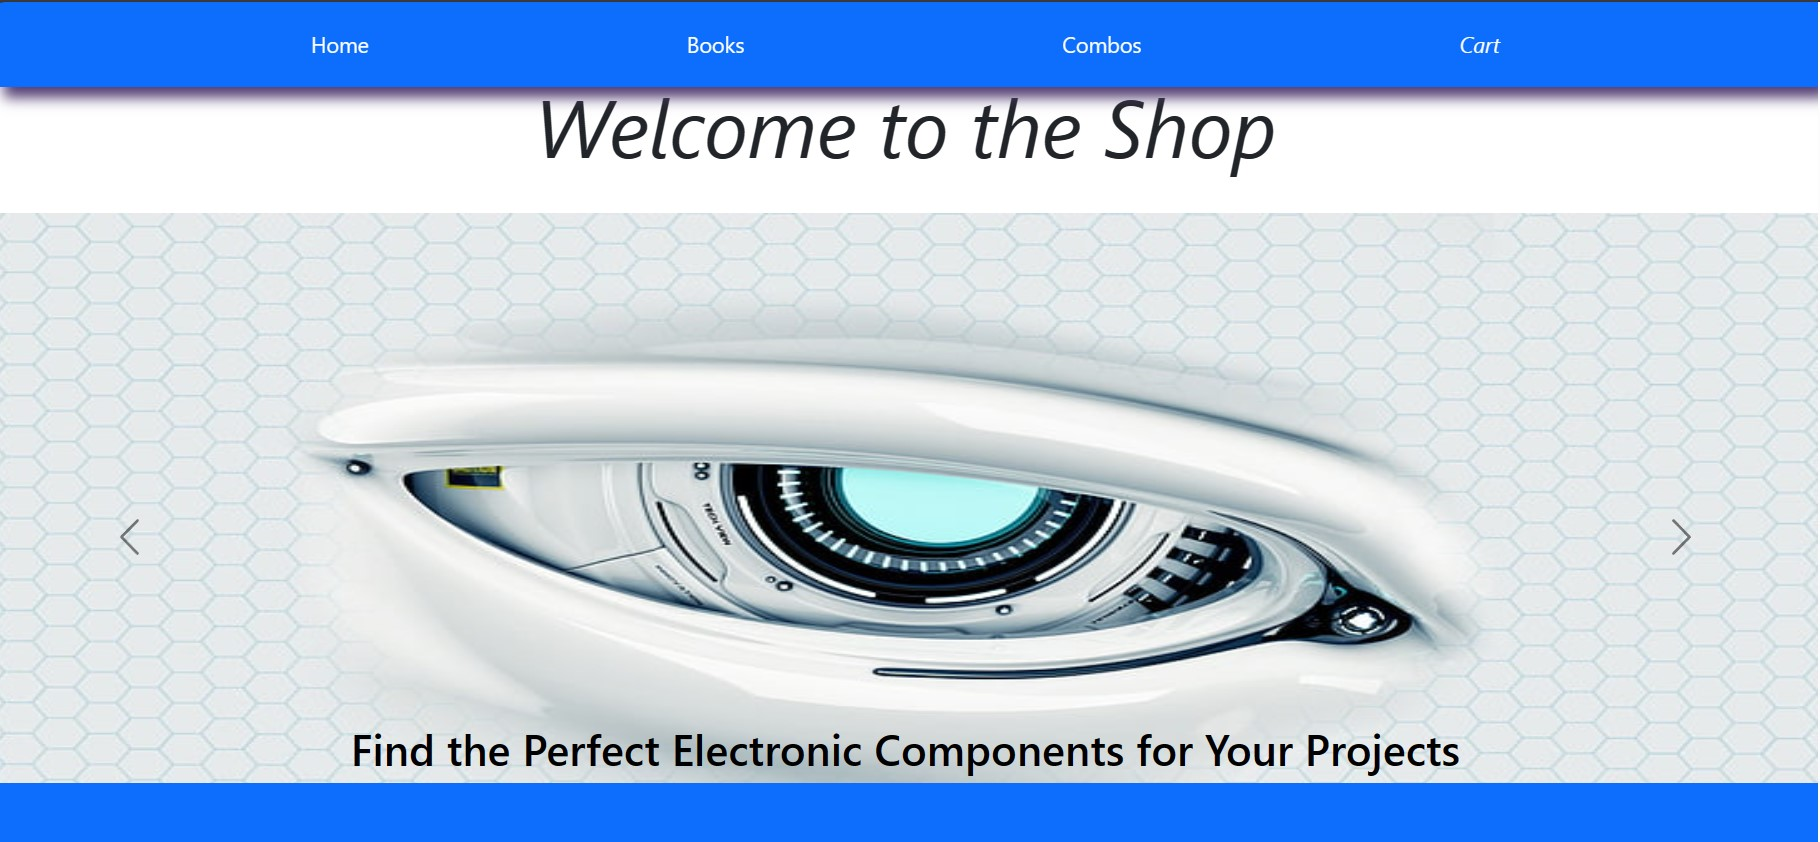 Home Books Combos Cart
Welcome to the Shop
Find the Perfect Electronic Components for Your Projects